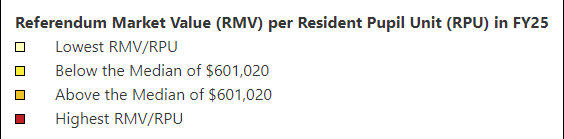 Referendum Market Value (RMV) per Resident Pupil Unit (RPU) in FY25
Lowest RMV/RPU
Below the Median of $601,020
Above the Median of $601,020
Highest RMV/RPU